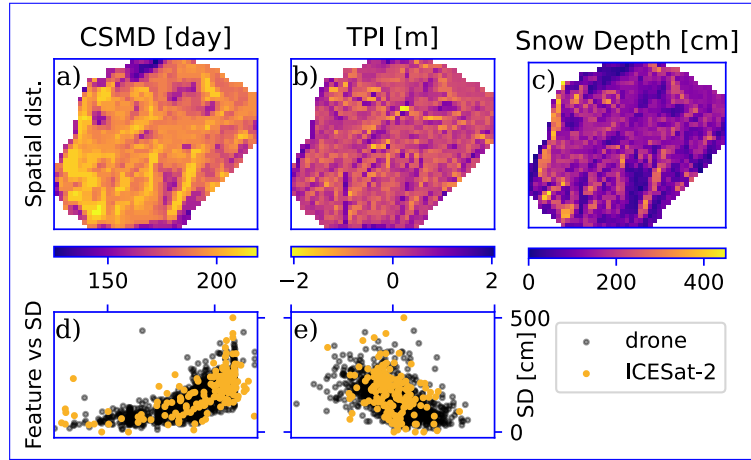 CSMD [day] TPI [m] Snow Depth [cm]
Spatial dist.
a) b) c)
150 200 −2 0 2 0 200 400
Feature vs SD
d) e)
500
SD [cm]
0
drone
ICESat-2